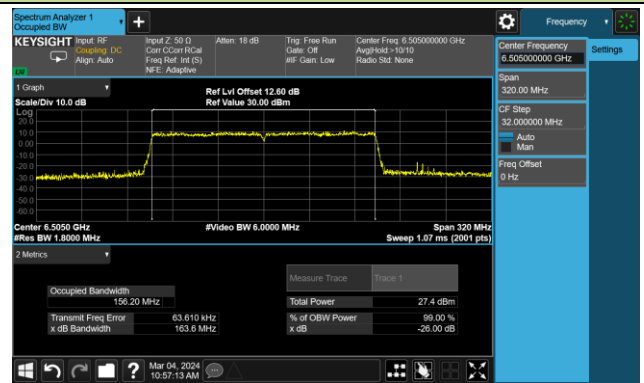 Spectrum Analyzer 1
Occupied BW
Frequency
KEYSIGHT
Input: RF
Coupling: DC
Align: Auto
Input Z: 50 Ω
Corr CCorr RCal
Freq Ref: Int (S)
NFE: Adaptive
Atten: 18 dB
Trig: Free Run
Gate: Off
#IF Gain: Low
Center Freq: 6.505000000 GHz
Avg|Hold:>10/10
Radio Std: None
Center Frequency
6.505000000 GHz
Settings
Span
320.00 MHz
CF Step
32.000000 MHz
Auto
Man
Freq Offset
0 Hz
1 Graph
Scale/Div 10.0 dB
Ref Lvl Offset 12.60 dB
Ref Value 30.00 dBm
Log
20.0
10.0
0.00
-10.0
-20.0
-30.0
-40.0
-50.0
-60.0
Center 6.5050 GHz
#Res BW 1.8000 MHz
#Video BW 6.0000 MHz
Span 320 MHz
Sweep 1.07 ms (2001 pts)
2 Metrics
Measure Trace
Trace 1
Occupied Bandwidth
156.20 MHz
Total Power
27.4 dBm
Transmit Freq Error
63.610 kHz
% of OBW Power
99.00 %
x dB Bandwidth
163.6 MHz
x dB
-26.00 dB
Mar 04, 2024
10:57:13 AM